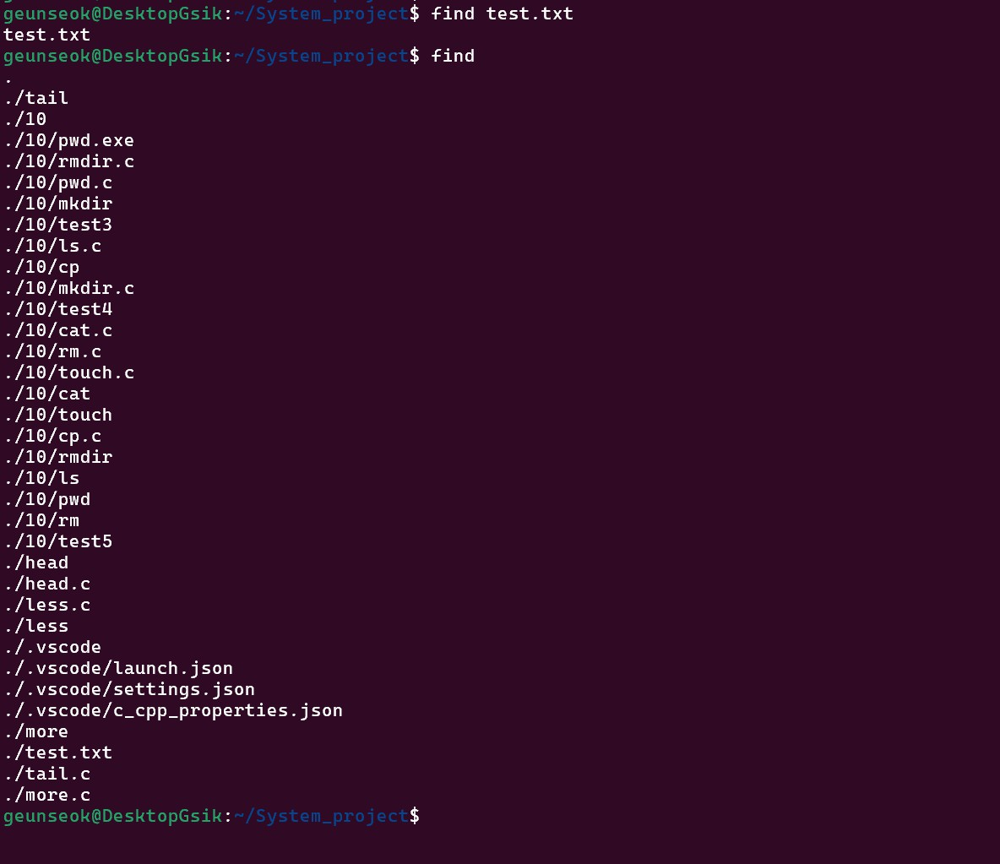 geunseok@DesktopGsik:~/System_project$ find test.txt
test.txt
geunseok@DesktopGsik:~/System_project$ find
.
./tail
./10
./10/pwd.exe
./10/rmdir.c
./10/pwd.c
./10/mkdir
./10/test3
./10/ls.c
./10/cp
./10/mkdir.c
./10/test4
./10/cat.c
./10/rm.c
./10/touch.c
./10/cat
./10/touch
./10/cp.c
./10/rmdir
./10/ls
./10/pwd
./10/rm
./10/test5
./head
./head.c
./less.c
./less
./.vscode
./.vscode/launch.json
./.vscode/settings.json
./.vscode/c_cpp_properties.json
./more
./test.txt
./tail.c
./more.c
geunseok@DesktopGsik:~/System_project$